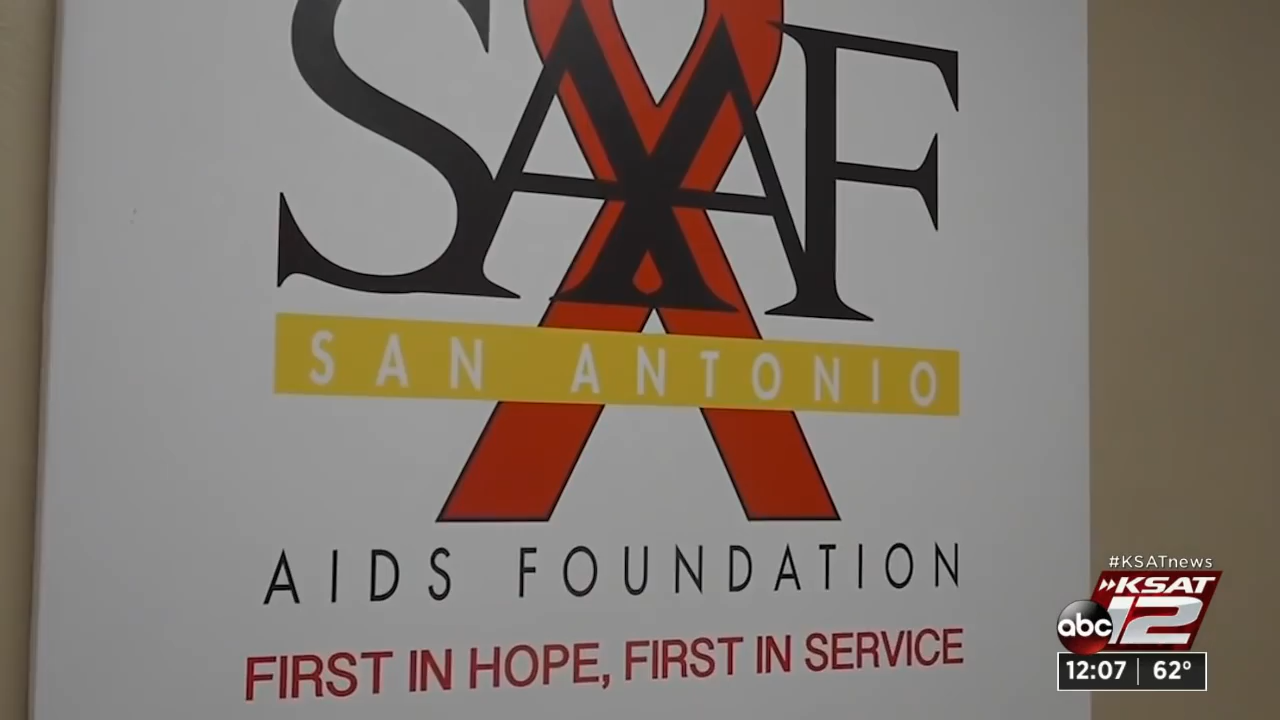 SAAF
SAN ANTONIO
AIDS FOUNDATION
FIRST IN HOPE, FIRST IN SERVICE
#KSATnews
KSAT
abc 12
12:07 62°